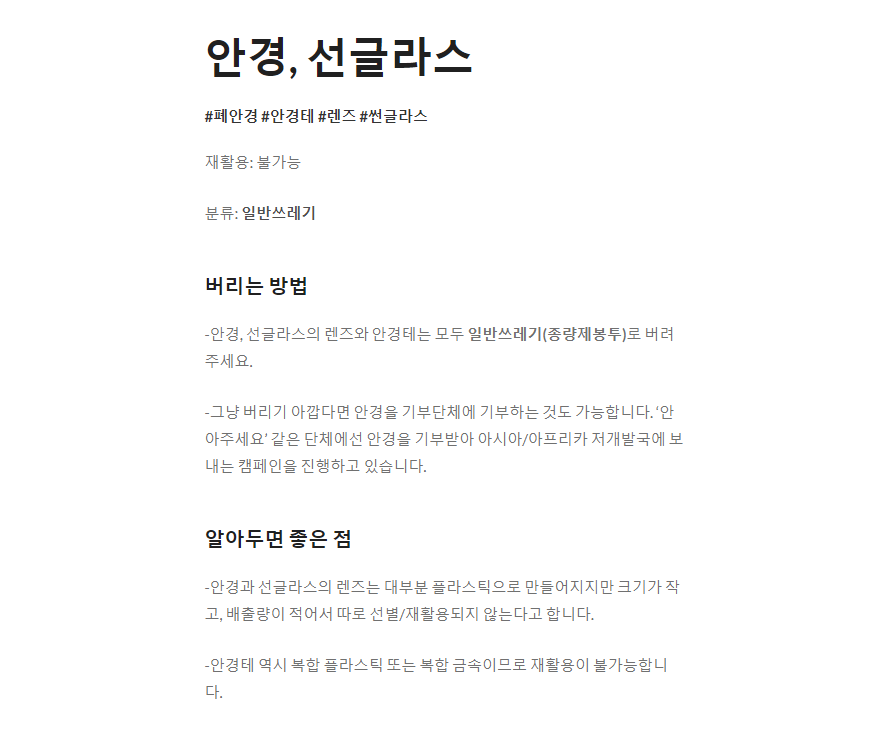 안경, 선글라스
#폐안경 #안경테 #렌즈 #썬글라스
재활용: 불가능
분류: 일반쓰레기
버리는 방법
-안경, 선글라스의 렌즈와 안경테는 모두 일반쓰레기(종량제봉투)로 버려
주세요.
-그냥 버리기 아깝다면 안경을 기부단체에 기부하는 것도 가능합니다. ‘안
아주세요’ 같은 단체에선 안경을 기부받아 아시아/아프리카 저개발국에 보
내는 캠페인을 진행하고 있습니다.
알아두면 좋은 점
-안경과 선글라스의 렌즈는 대부분 플라스틱으로 만들어지지만 크기가 작
고, 배출량이 적어서 따로 선별/재활용되지 않는다고 합니다.
-안경테 역시 복합 플라스틱 또는 복합 금속이므로 재활용이 불가능합니
다.